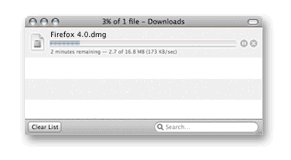 3% of 1 file – Downloads
Firefox 4.0.dmg
2 minutes remaining — 2.7 of 16.6 MB (173 KB/sec)
Clear List
Search...